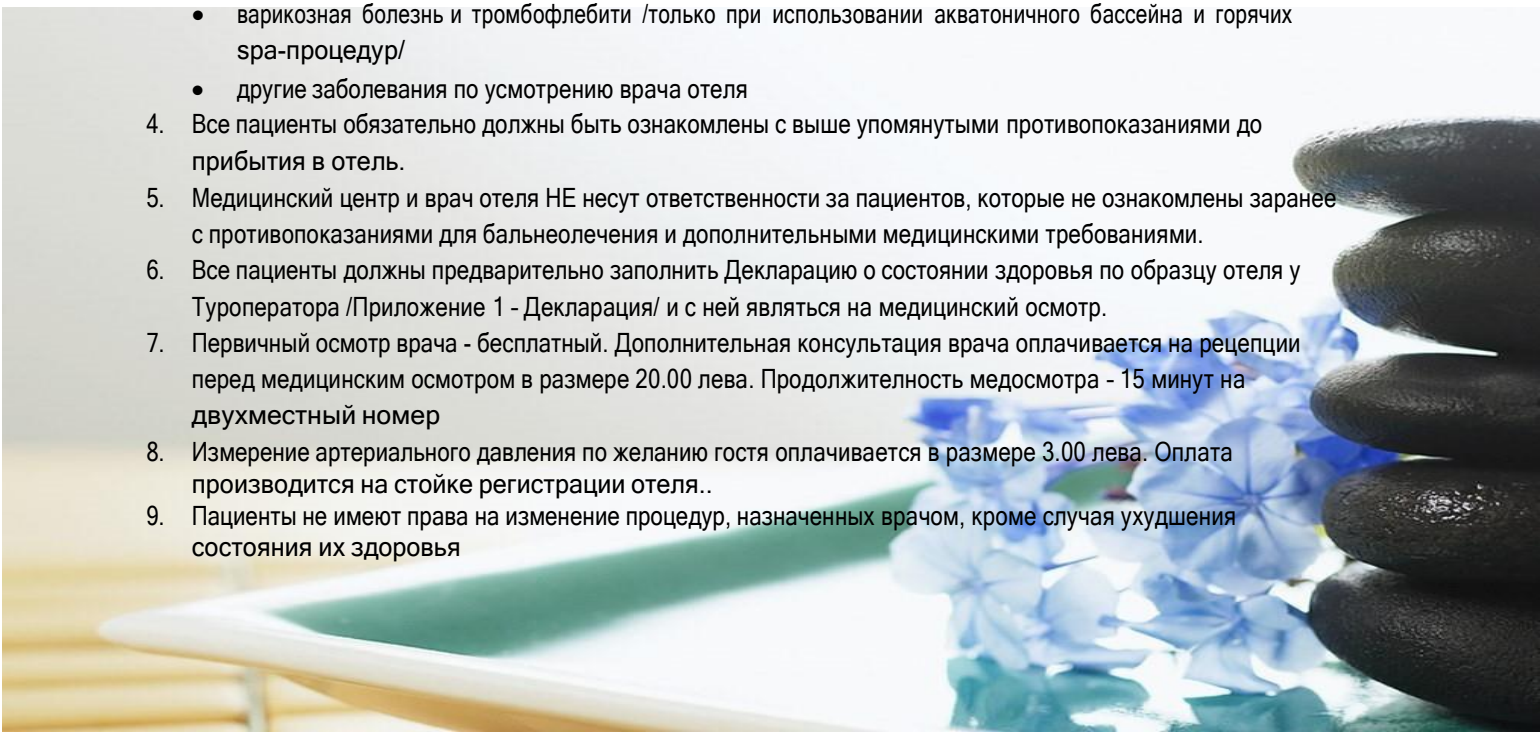 • варикозная болезнь и тромбофлебити /только при использовании акватоничного бассейна и горячих
spa-процедур/
• другие заболевания по усмотрению врача отеля
4. Все пациенты обязательно должны быть ознакомлены с выше упомянутыми противопоказаниями до
прибытия в отель.
5. Медицинский центр и врач отеля НЕ несут ответственности за пациентов, которые не ознакомлены заранее
с противопоказаниями для бальнеолечения и дополнительными медицинскими требованиями.
6. Все пациенты должны предварительно заполнить Декларацию о состоянии здоровья по образцу отеля у
Туроператора /Приложение 1 - Декларация/ и с ней являться на медицинский осмотр.
7. Первичный осмотр врача - бесплатный. Дополнительная консультация врача оплачивается на рецепции
перед медицинским осмотром в размере 20.00 лева. Продолжителность медосмотра - 15 минут на
двухместный номер
8. Измерение артериального давления по желанию гостя оплачивается в размере 3.00 лева. Оплата
производится на стойке регистрации отеля..
9. Пациенты не имеют права на изменение процедур, назначенных врачом, кроме случая ухудшения
состояния их здоровья